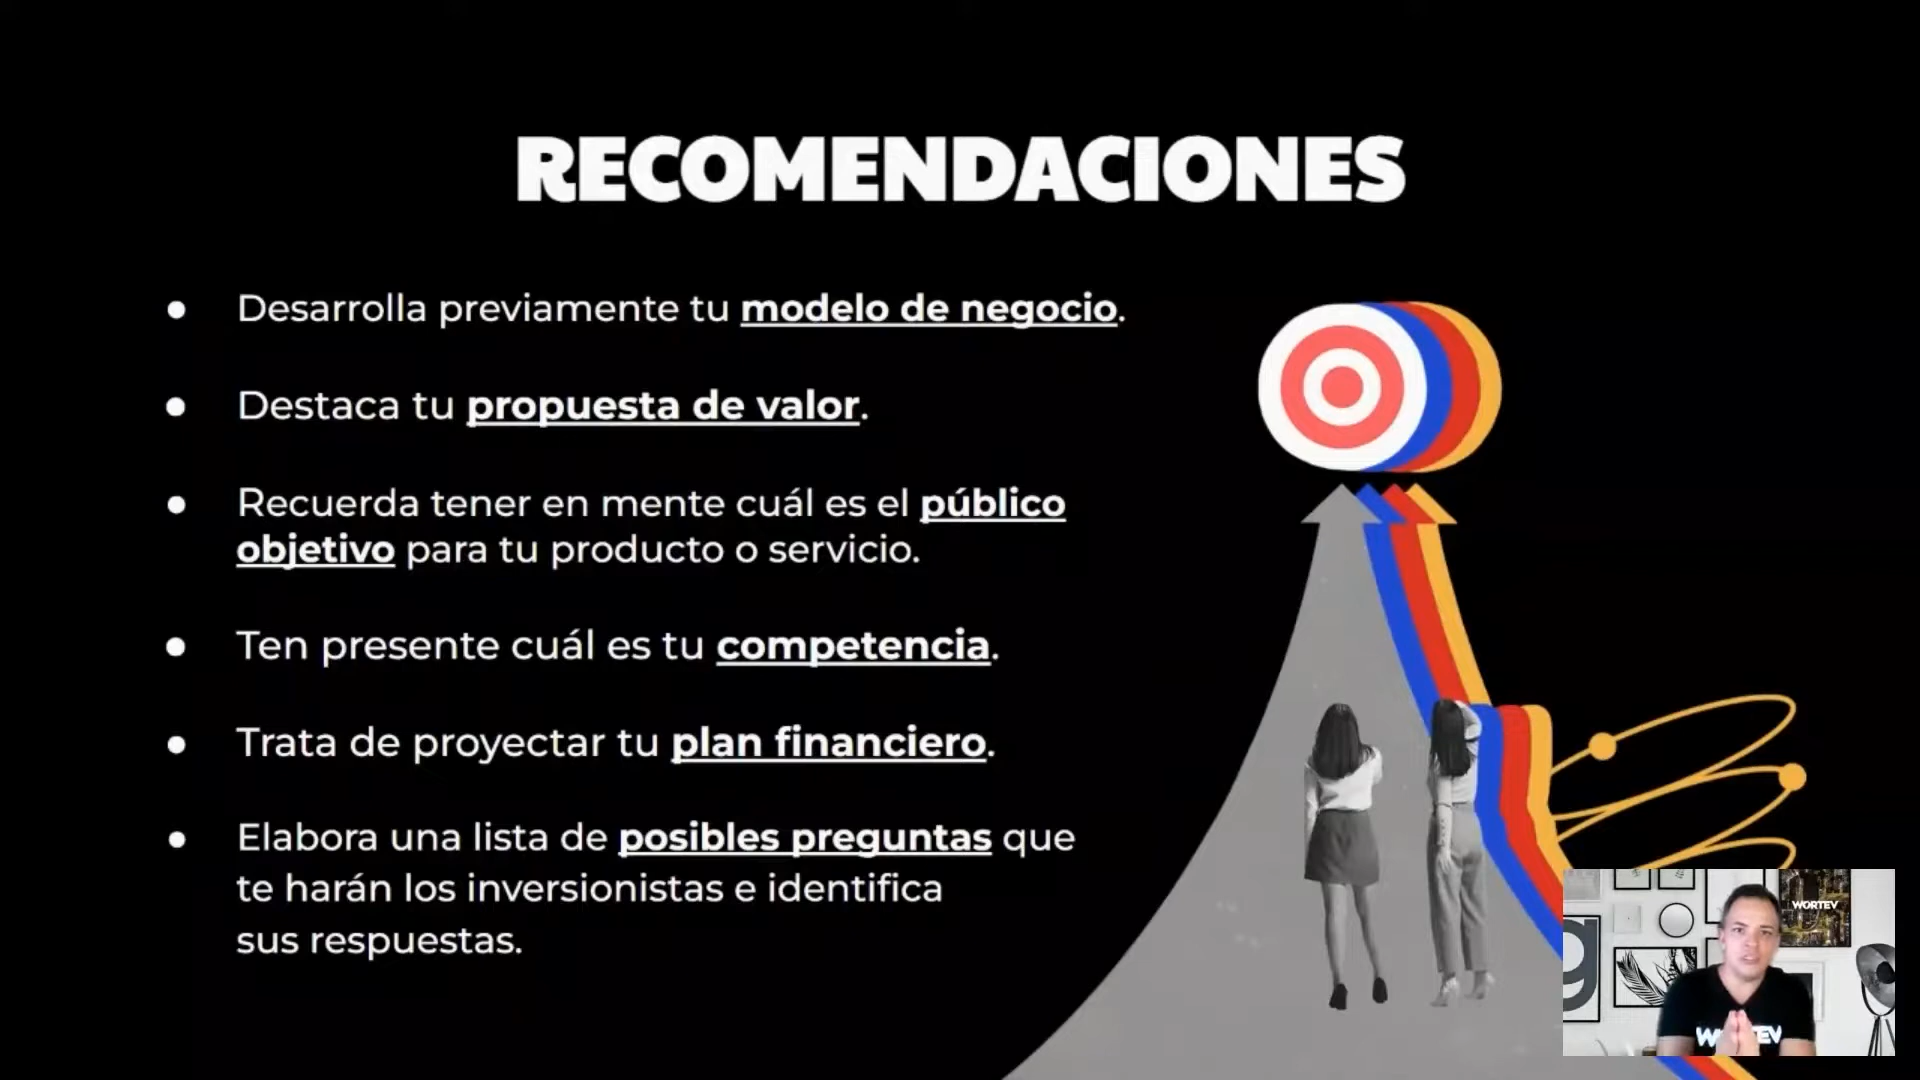 RECOMENDACIONES
● Desarrolla previamente tu modelo de negocio.
● Destaca tu propuesta de valor.
● Recuerda tener en mente cuál es el público
objetivo para tu producto o servicio.
● Ten presente cuál es tu competencia.
● Trata de proyectar tu plan financiero.
● Elabora una lista de posibles preguntas que
te harán los inversionistas e identifica
sus respuestas.
WORTEV
g